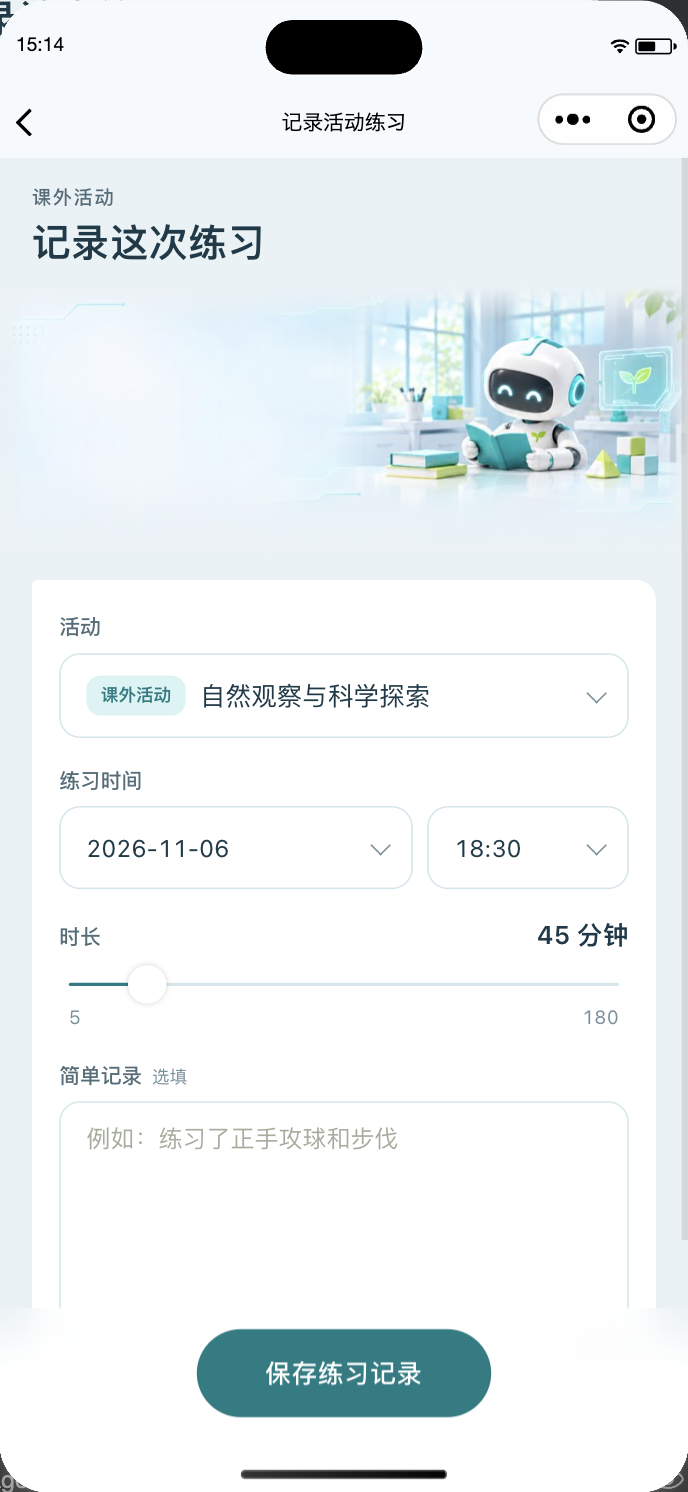 15:14
记录活动练习
课外活动
记录这次练习
活动
课外活动 自然观察与科学探索
练习时间
2026-11-06 18:30
时长 45 分钟
5 180
简单记录 选填
例如：练习了正手攻球和步伐
保存练习记录